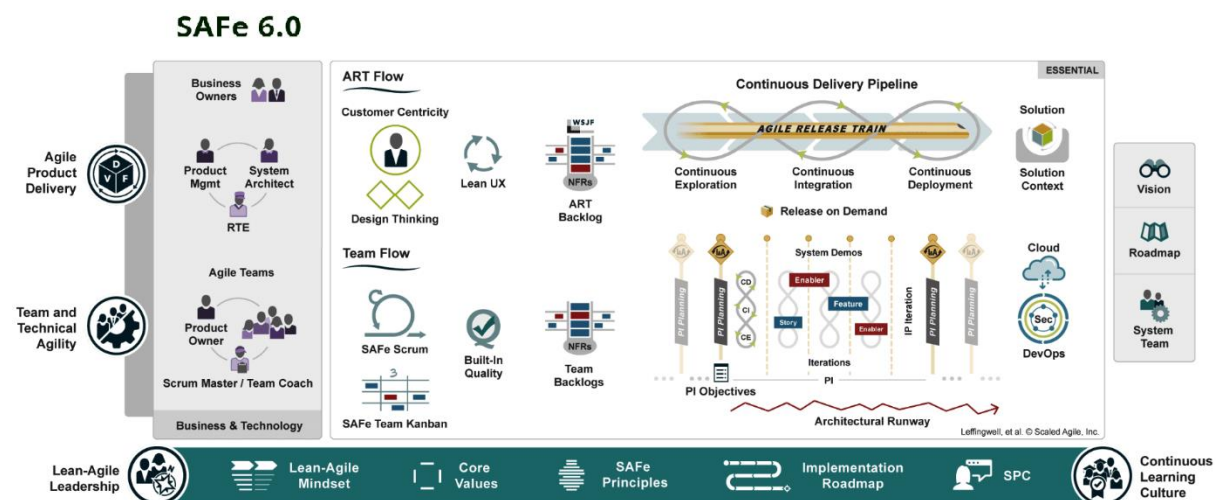 SAFe 6.0
ESSENTIAL
Agile
Product
Delivery
D
V
F
Team and
Technical
Agility
Business
Owners
Product
Mgmt
System
Architect
RTE
Agile Teams
Product
Owner
Scrum Master / Team Coach
Business & Technology
ART Flow
Customer Centricity
Design Thinking
Lean UX
WSJF
NFRs
ART
Backlog
Team Flow
SAFe Scrum
3
SAFe Team Kanban
Built-In
Quality
NFRs
Team
Backlogs
Continuous Delivery Pipeline
AGILE RELEASE TRAIN
Continuous
Exploration
Continuous
Integration
Continuous
Deployment
Release on Demand
Solution
Solution
Context
PI Planning
I&A
PI Planning
CD
CI
CE
System Demos
Enabler
Story
Feature
Enabler
Iterations
IP Iteration
I&A
PI Planning
PI Planning
PI
PI Objectives
Architectural Runway
Cloud
Sec
DevOps
Leffingwell, et al. © Scaled Agile, Inc.
Vision
Roadmap
System
Team
Lean-Agile
Leadership
Lean-Agile
Mindset
Core
Values
SAFe
Principles
Implementation
Roadmap
SPC
Continuous
Learning
Culture